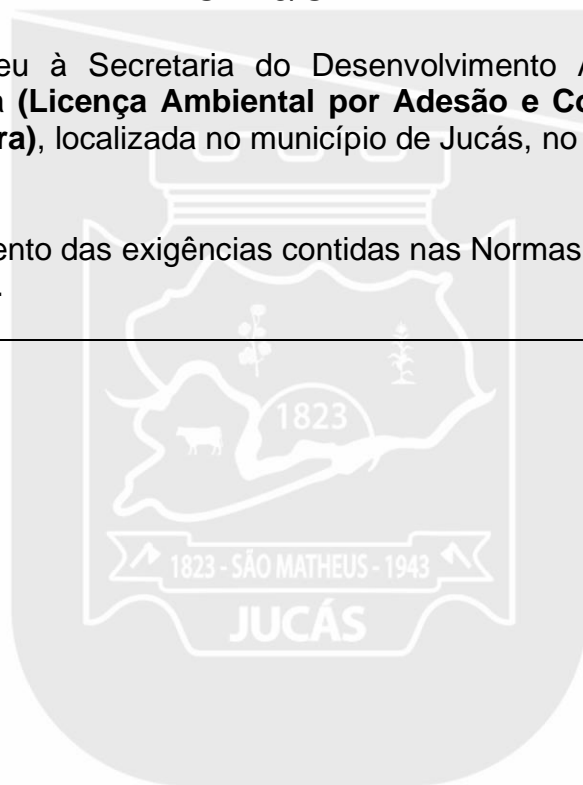 eu à Secretaria do Desenvolvimento A
(Licença Ambiental por Adesão e Co
ra), localizada no município de Jucás, no
ento das exigências contidas nas Normas
1823
1823 - SÃO MATHEUS - 1943
JUCÁS